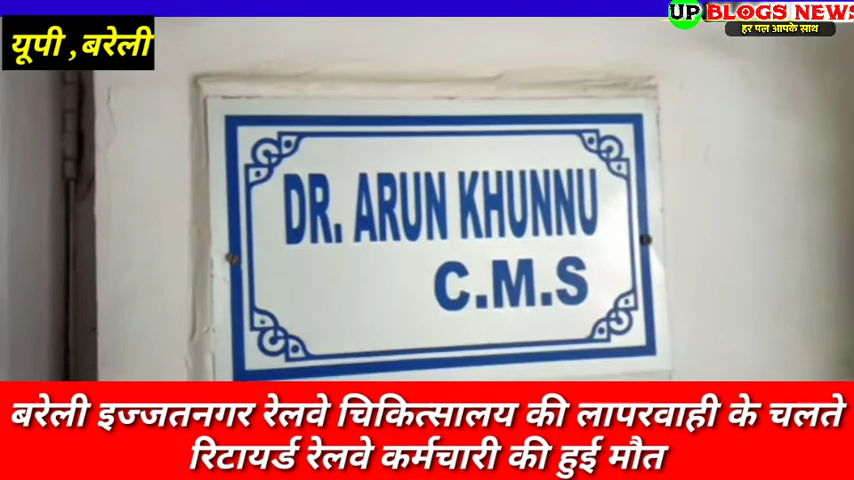 UP BLOGS NEWS
हर पल आपके साथ
यूपी , बरेली
DR. ARUN KHUNNU
C.M.S
बरेली इज्जतनगर रेलवे चिकित्सालय की लापरवाही के चलते
रिटायर्ड रेलवे कर्मचारी की हुई मौत